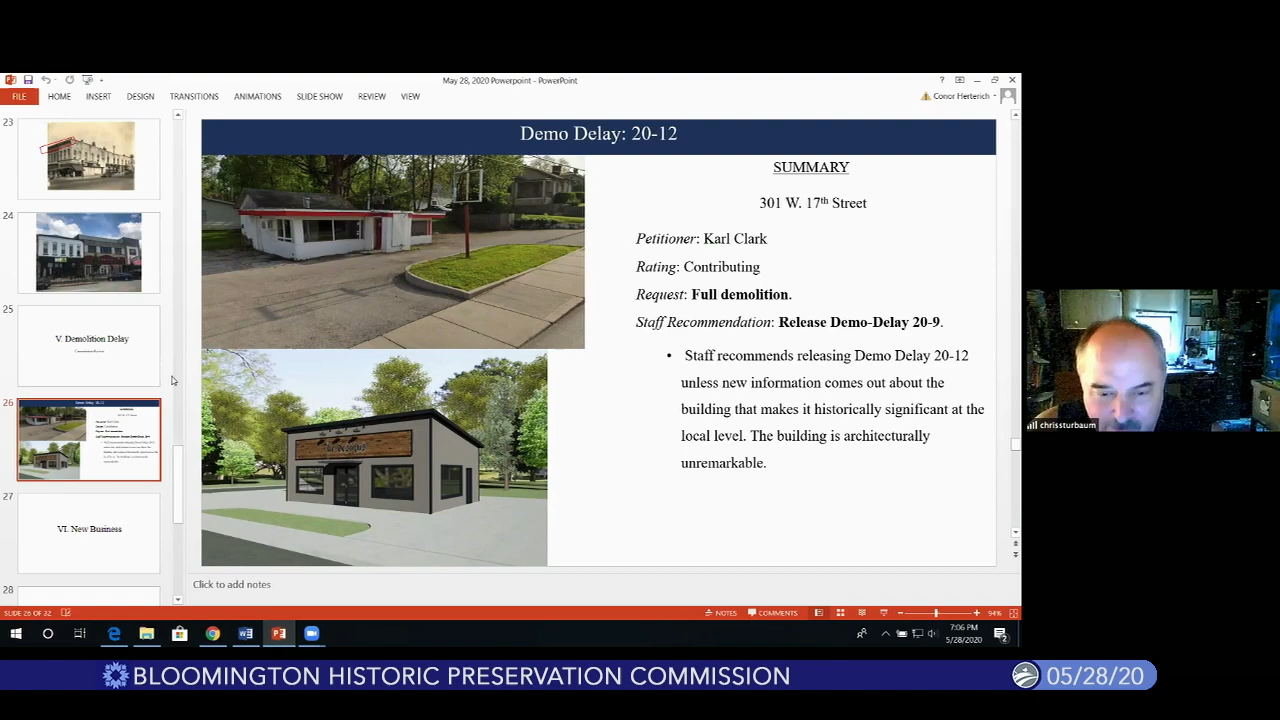 May 28, 2020 Powerpoint - PowerPoint
?
FILE
HOME
INSERT
DESIGN
TRANSITIONS
ANIMATIONS
SLIDE SHOW
REVIEW
VIEW
Conor Herterich
23
24
25
V. Demolition Delay
26
Demo Delay: 20-12
27
VI. New Business
28
Demo Delay: 20-12
SUMMARY
301 W. 17th Street
Petitioner: Karl Clark
Rating: Contributing
Request: Full demolition.
Staff Recommendation: Release Demo-Delay 20-9.
• Staff recommends releasing Demo Delay 20-12
unless new information comes out about the
building that makes it historically significant at the
local level. The building is architecturally
unremarkable.
chrissturbaum
Click to add notes
SLIDE 26 OF 32
NOTES
COMMENTS
94%
7:06 PM
5/28/2020
2
BLOOMINGTON HISTORIC PRESERVATION COMMISSION
05/28/20